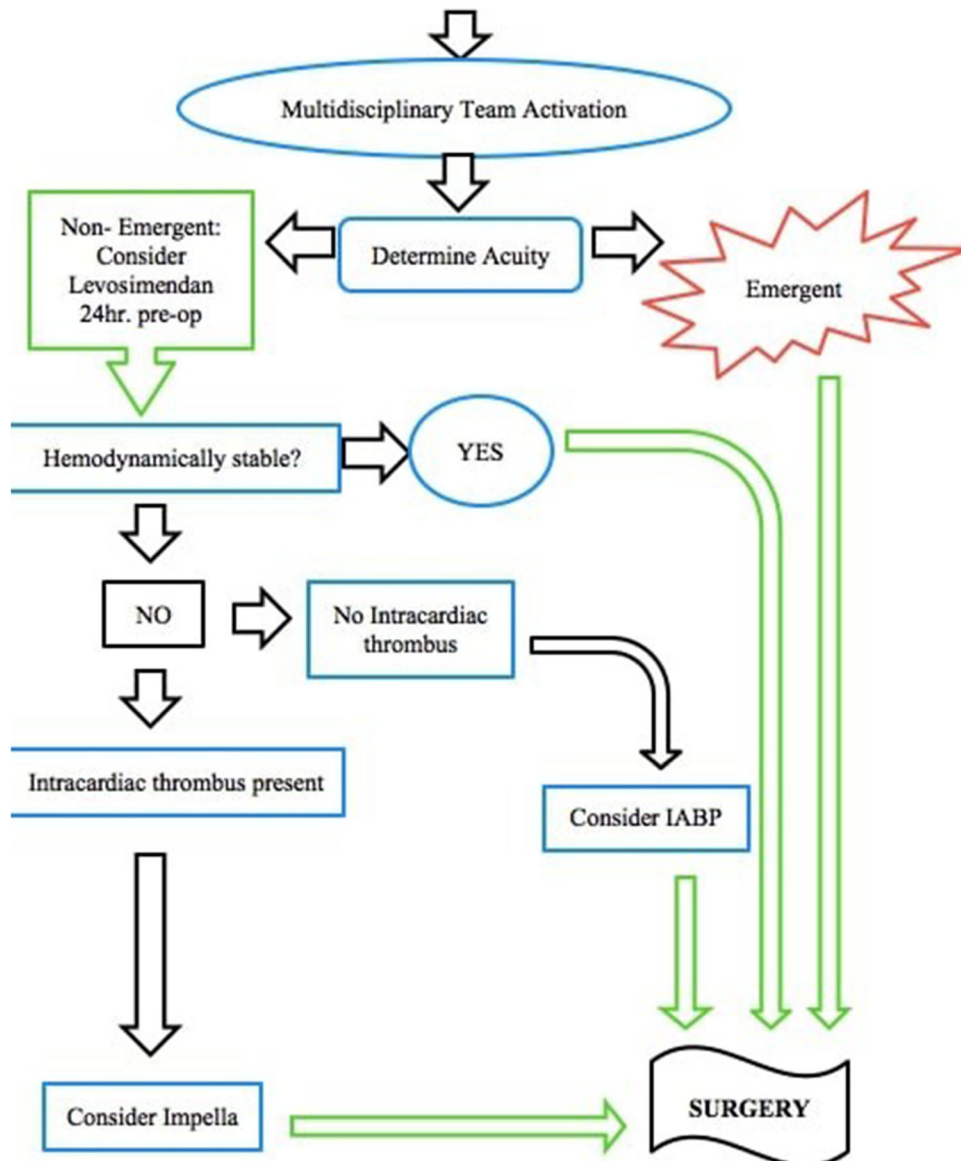 Multidisciplinary Team Activation
Non- Emergent:
Consider
Levosimendan
24hr. pre-op
Determine Acuity
Emergent
Hemodynamically stable?
YES
NO
No Intracardiac
thrombus
Intracardiac thrombus present
Consider IABP
Consider Impella
SURGERY